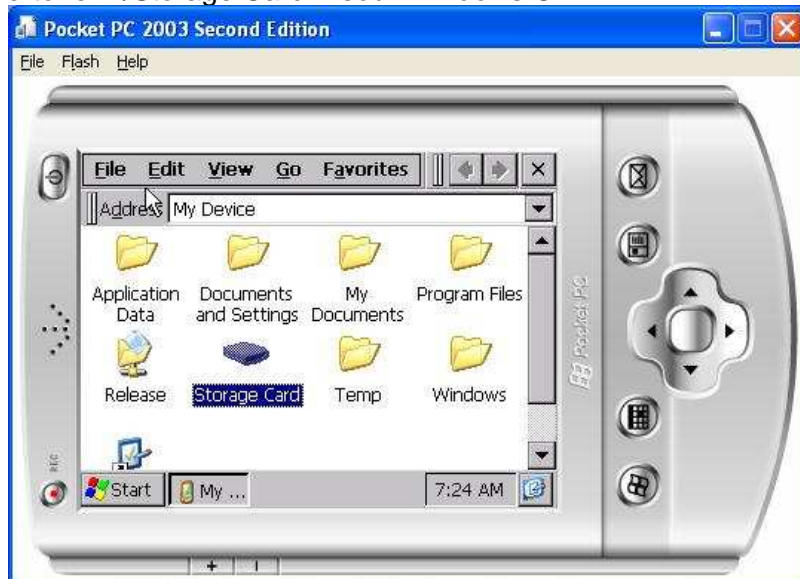 Pocket PC 2003 Second Edition
File Flash Help
File Edit View Go Favorites
Address My Device
Application Data
Documents and Settings
My Documents
Program Files
Release
Storage Card
Temp
Windows
REC
Start
My ...
7:24 AM
Pocket PC